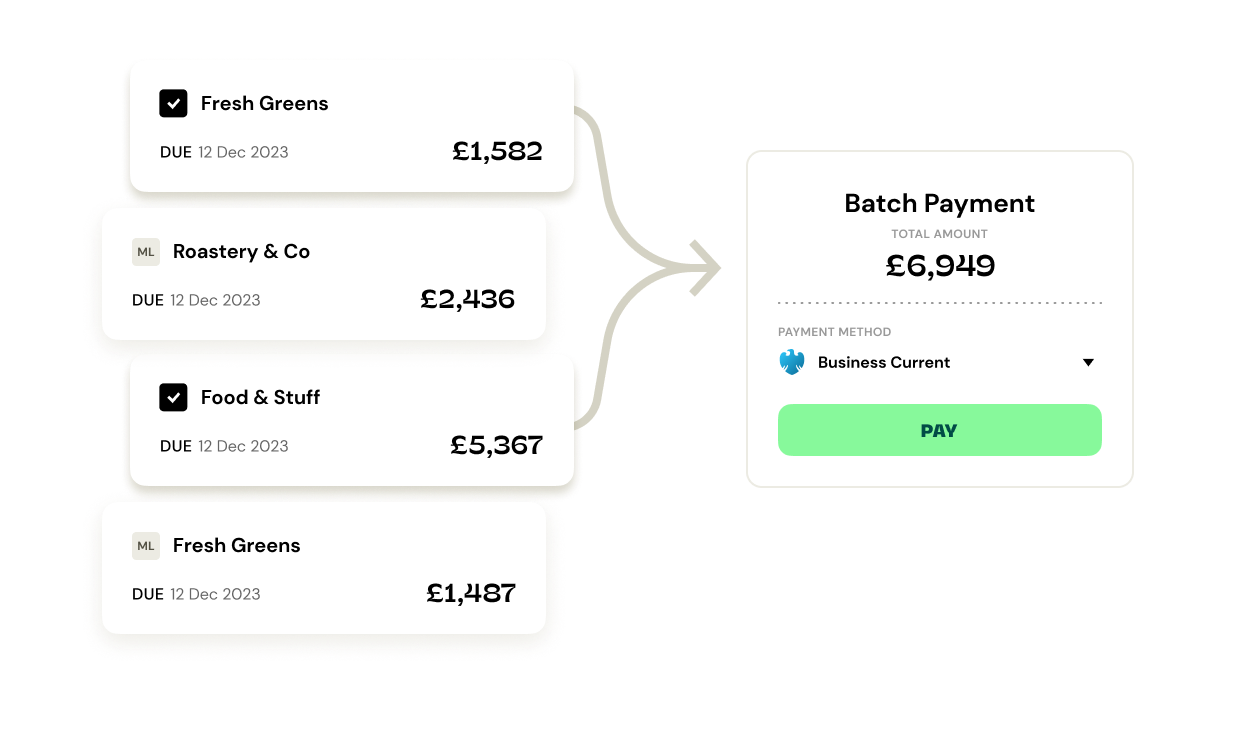 Fresh Greens
DUE 12 Dec 2023 £1,582
ML Roastery & Co
DUE 12 Dec 2023 £2,436
Food & Stuff
DUE 12 Dec 2023 £5,367
ML Fresh Greens
DUE 12 Dec 2023 £1,487
Batch Payment
TOTAL AMOUNT
£6,949
PAYMENT METHOD
Business Current
PAY